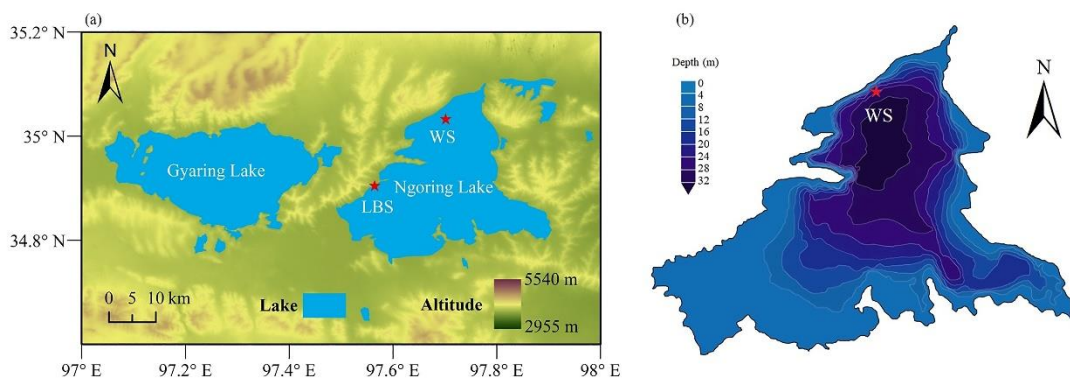 (a)
35.2° N
35° N
34.8° N
N
Gyaring Lake
WS
Ngoring Lake
LBS
0 5 10 km
Lake
Altitude
5540 m
2955 m
97° E
97.2° E
97.4° E
97.6° E
97.8° E
98° E
(b)
Depth (m)
0
4
8
12
16
20
24
28
32
WS
N